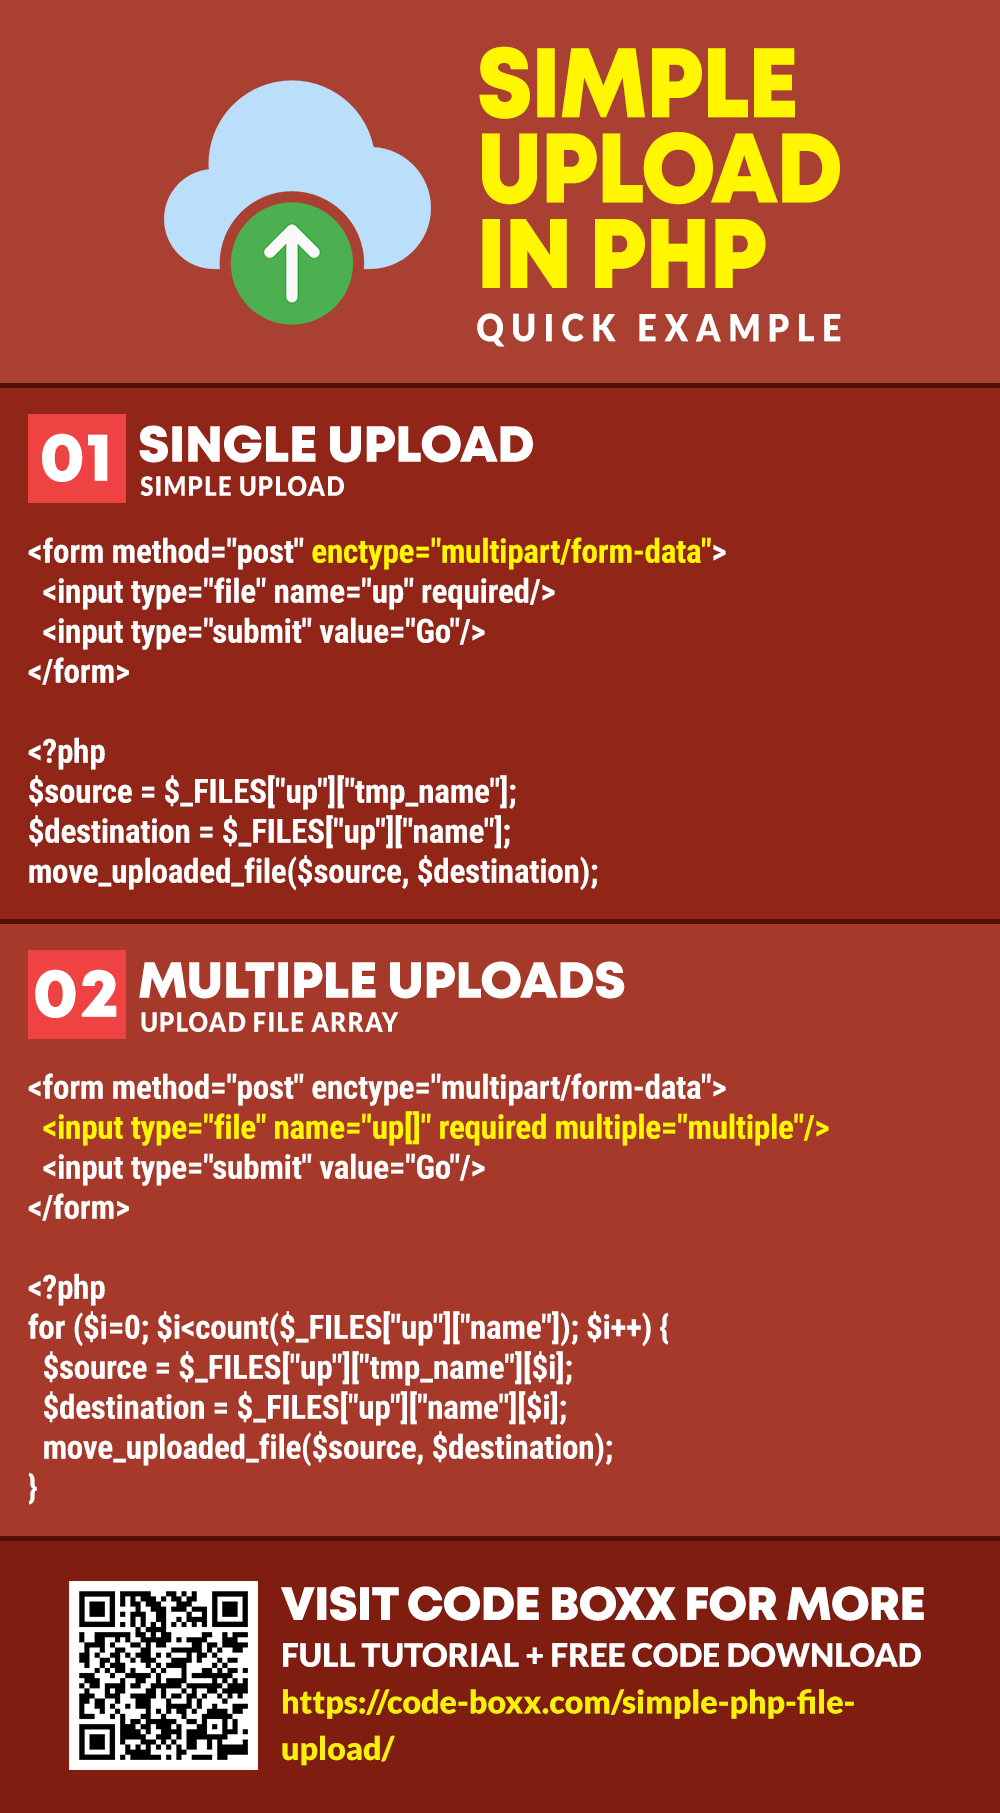 SIMPLE
UPLOAD
IN PHP
QUICK EXAMPLE
01
SINGLE UPLOAD
SIMPLE UPLOAD
<form method="post" enctype="multipart/form-data">
  <input type="file" name="up" required/>
  <input type="submit" value="Go"/>
</form>
<?php
$source = $_FILES["up"]["tmp_name"];
$destination = $_FILES["up"]["name"];
move_uploaded_file($source, $destination);
02
MULTIPLE UPLOADS
UPLOAD FILE ARRAY
<form method="post" enctype="multipart/form-data">
  <input type="file" name="up[]" required multiple="multiple"/>
  <input type="submit" value="Go"/>
</form>
<?php
for ($i=0; $i<count($_FILES["up"]["name"]); $i++) {
  $source = $_FILES["up"]["tmp_name"][$i];
  $destination = $_FILES["up"]["name"][$i];
  move_uploaded_file($source, $destination);
}
VISIT CODE BOXX FOR MORE
FULL TUTORIAL + FREE CODE DOWNLOAD
https://code-boxx.com/simple-php-file-
upload/